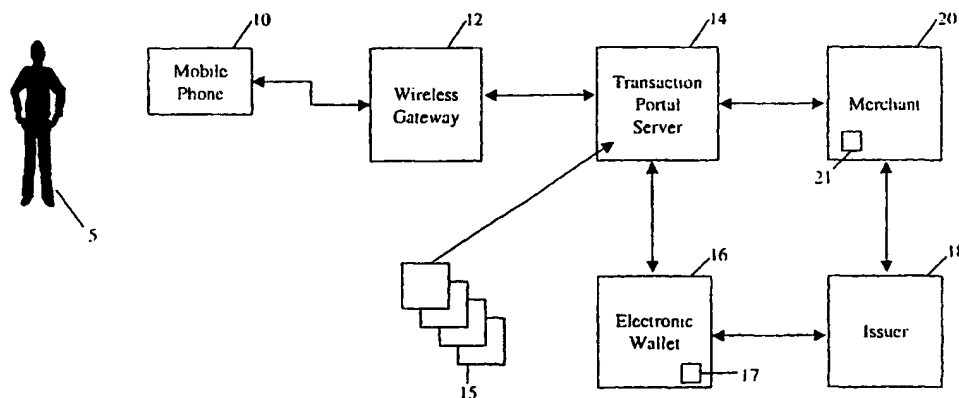 10
12
14
20
Mobile
Phone
Wireless
Gateway
Transaction
Portal
Server
Merchant
21
5
16
18
Electronic
Wallet
Issuer
15
17